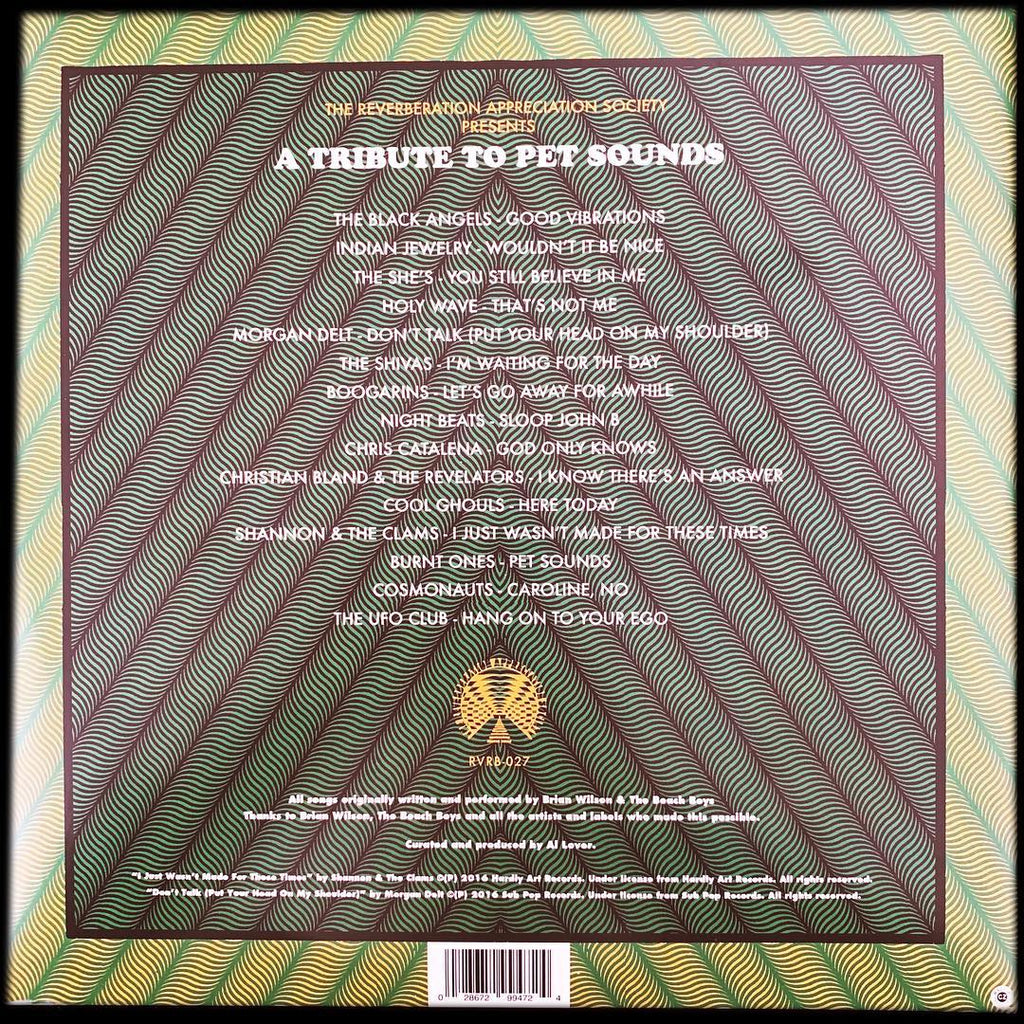 THE REVERBERATION APPRECIATION SOCIETY
PRESENTS
A TRIBUTE TO PET SOUNDS
THE BLACK ANGELS - GOOD VIBRATIONS
INDIAN JEWELRY - WOULDN'T IT BE NICE
THE SHE'S - YOU STILL BELIEVE IN ME
HOLY WAVE - THAT'S NOT ME
MORGAN DELT - DON'T TALK (PUT YOUR HEAD ON MY SHOULDER)
THE SHIVAS - I'M WAITING FOR THE DAY
BOOGARINS - LET'S GO AWAY FOR AWHILE
NIGHT BEATS - SLOOP JOHN B
CHRIS CATALENA - GOD ONLY KNOWS
CHRISTIAN BLAND & THE REVELATORS - I KNOW THERE'S AN ANSWER
COOL GHOULS - HERE TODAY
SHANNON & THE CLAMS - I JUST WASN'T MADE FOR THESE TIMES
BURNT ONES - PET SOUNDS
COSMONAUTS - CAROLINE, NO
THE UFO CLUB - HANG ON TO YOUR EGO
RVRB-027
All songs originally written and performed by Brian Wilson & The Beach Boys
Thanks to Brian Wilson, The Beach Boys and all the artists and labels who made this possible.
Curated and produced by Al Lover.
"I Just Wasn't Made For These Times" by Shannon & The Clams ©(P) 2016 Hardly Art Records. Under license from Hardly Art Records. All rights reserved.
"Don't Talk (Put Your Head On My Shoulder)" by Morgan Delt ©(P) 2016 Sub Pop Records. Under license from Sub Pop Records. All rights reserved.
0 28672 99472 4